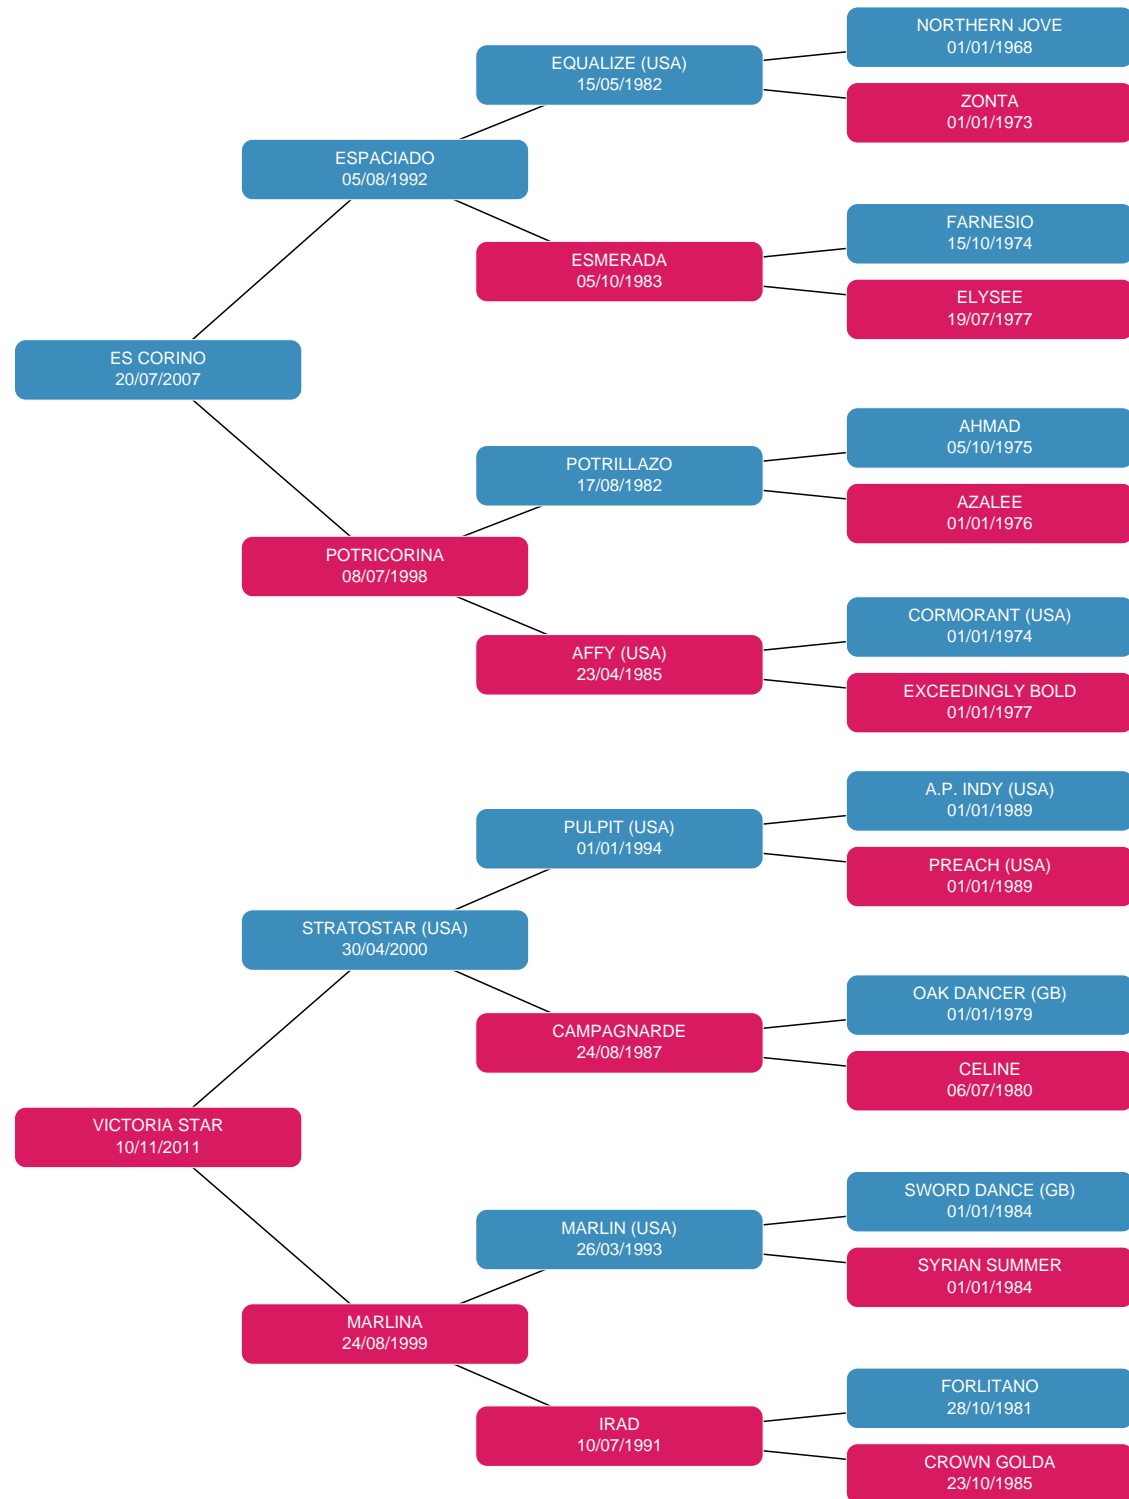 NORTHERN JOVE
01/01/1968
EQUALIZE (USA)
15/05/1982
ZONTA
01/01/1973
ESPACIADO
05/08/1992
FARNESIO
15/10/1974
ESMERADA
05/10/1983
ELYSEE
19/07/1977
ES CORINO
20/07/2007
AHMAD
05/10/1975
POTRILLAZO
17/08/1982
AZALEE
01/01/1976
POTRICORINA
08/07/1998
CORMORANT (USA)
01/01/1974
AFFY (USA)
23/04/1985
EXCEEDINGLY BOLD
01/01/1977
A.P. INDY (USA)
01/01/1989
PULPIT (USA)
01/01/1994
PREACH (USA)
01/01/1989
STRATOSTAR (USA)
30/04/2000
OAK DANCER (GB)
01/01/1979
CAMPAGNARDE
24/08/1987
CELINE
06/07/1980
VICTORIA STAR
10/11/2011
SWORD DANCE (GB)
01/01/1984
MARLIN (USA)
26/03/1993
SYRIAN SUMMER
01/01/1984
MARLINA
24/08/1999
FORLITANO
28/10/1981
IRAD
10/07/1991
CROWN GOLDA
23/10/1985